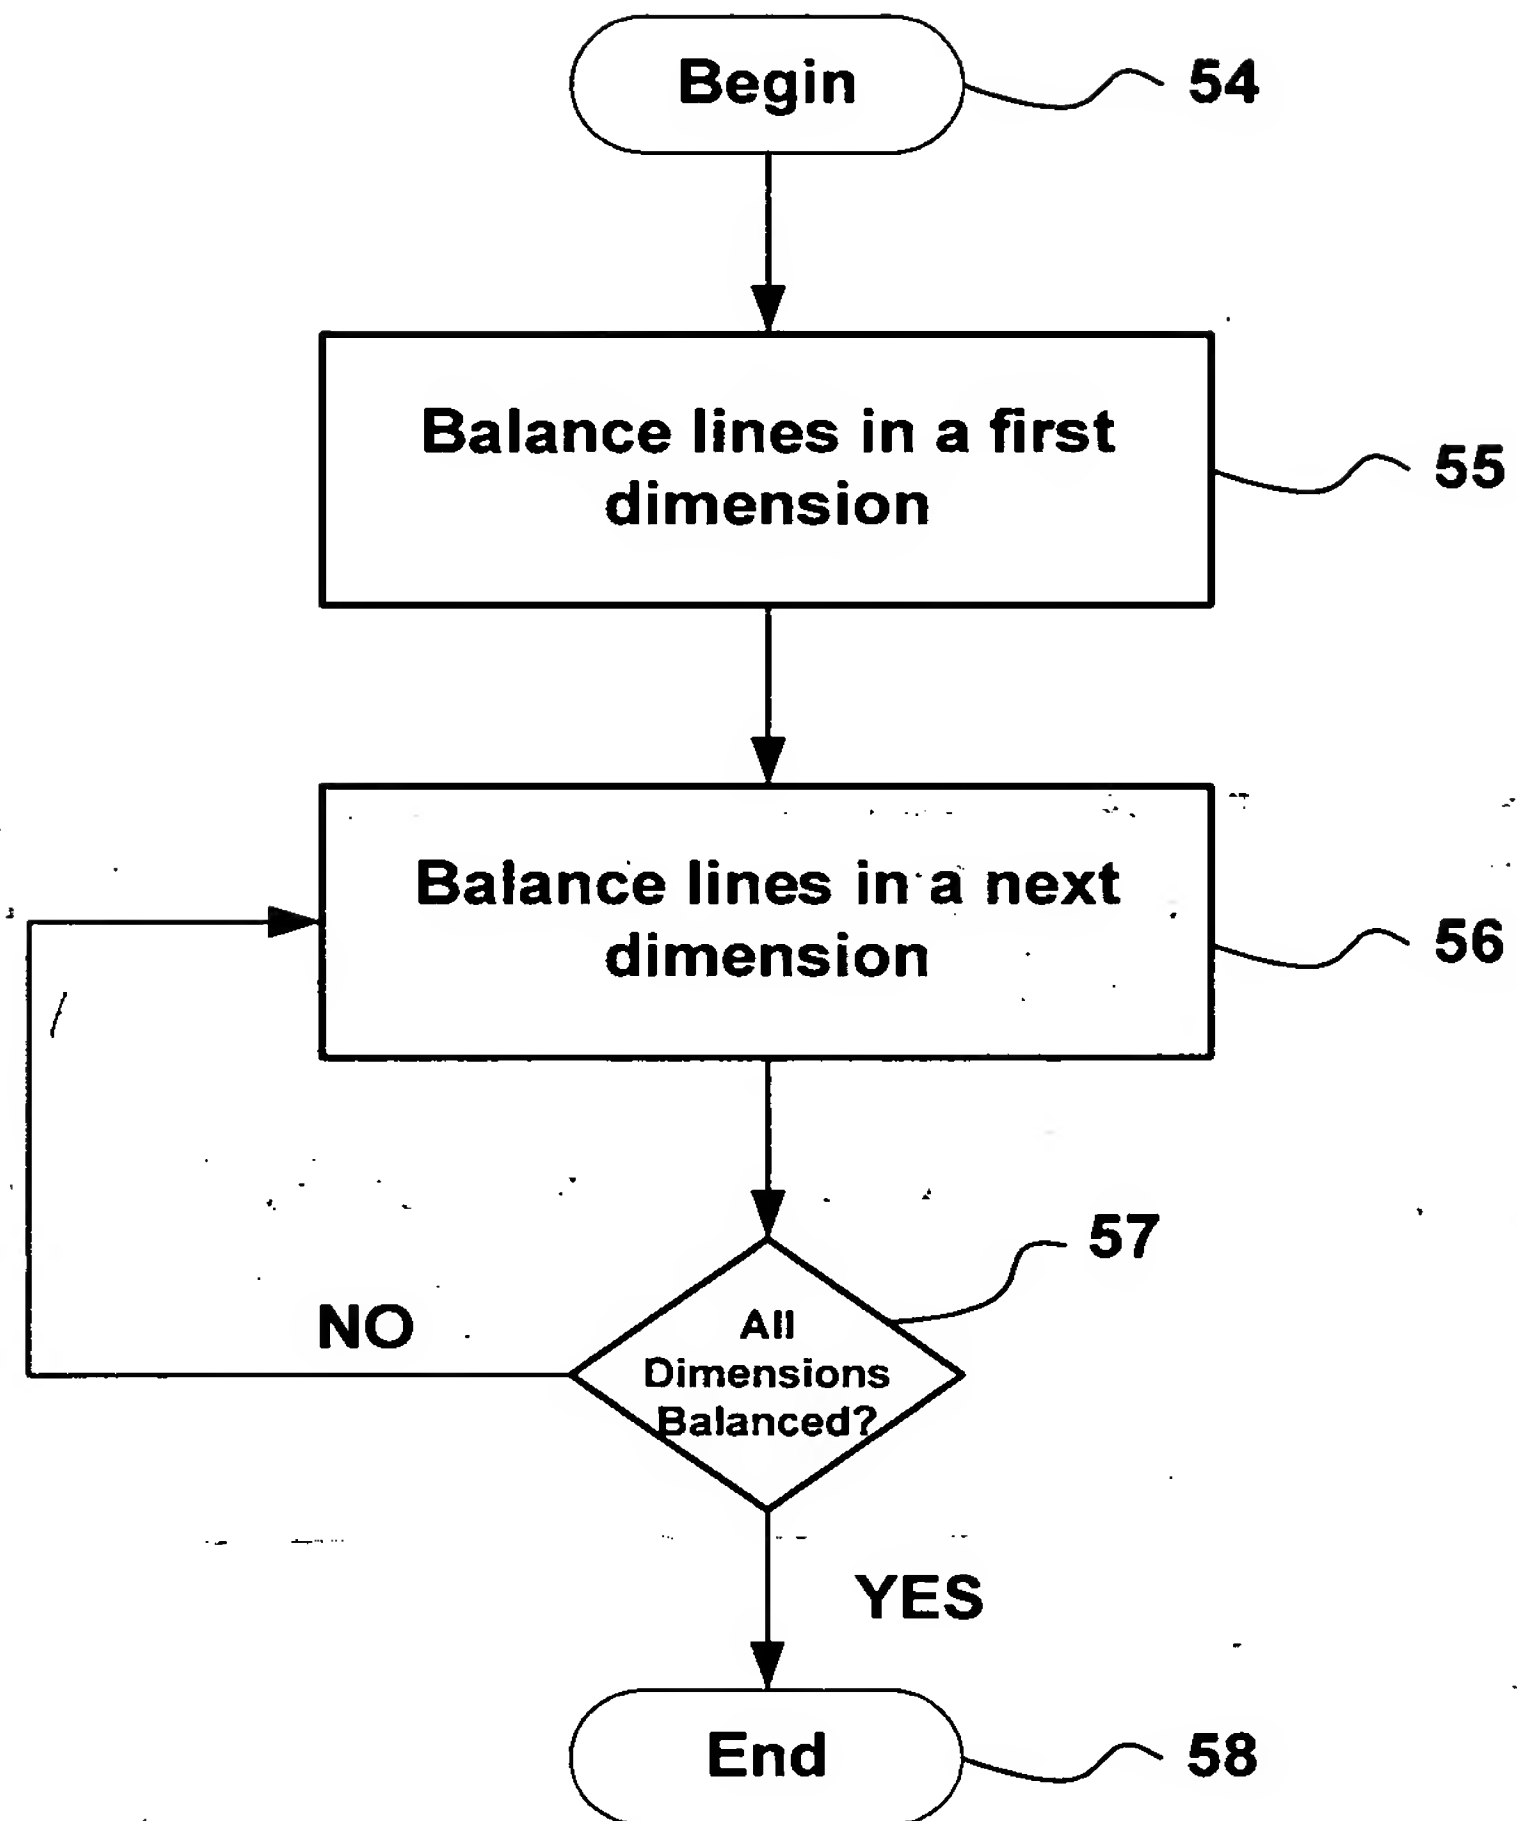 Begin
54
Balance lines in a first
dimension
55
Balance lines in a next
dimension
56
57
All
Dimensions
Balanced?
NO
YES
End
58